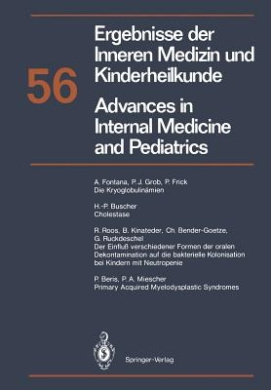 Ergebnisse der
Inneren Medizin und
Kinderheilkunde
56
Advances in
Internal Medicine
and Pediatrics
A. Fontana, P. J. Grob, P. Frick
Die Kryoglobulinämien
H.-P. Buscher
Cholestase
R. Roos, B. Kinateder, Ch. Bender-Goetze,
G. Ruckdeschel
Der Einfluß verschiedener Formen der oralen
Dekontamination auf die bakterielle Kolonisation
bei Kindern mit Neutropenie
P. Beris, P. A. Miescher
Primary Acquired Myelodysplastic Syndromes
Springer-Verlag